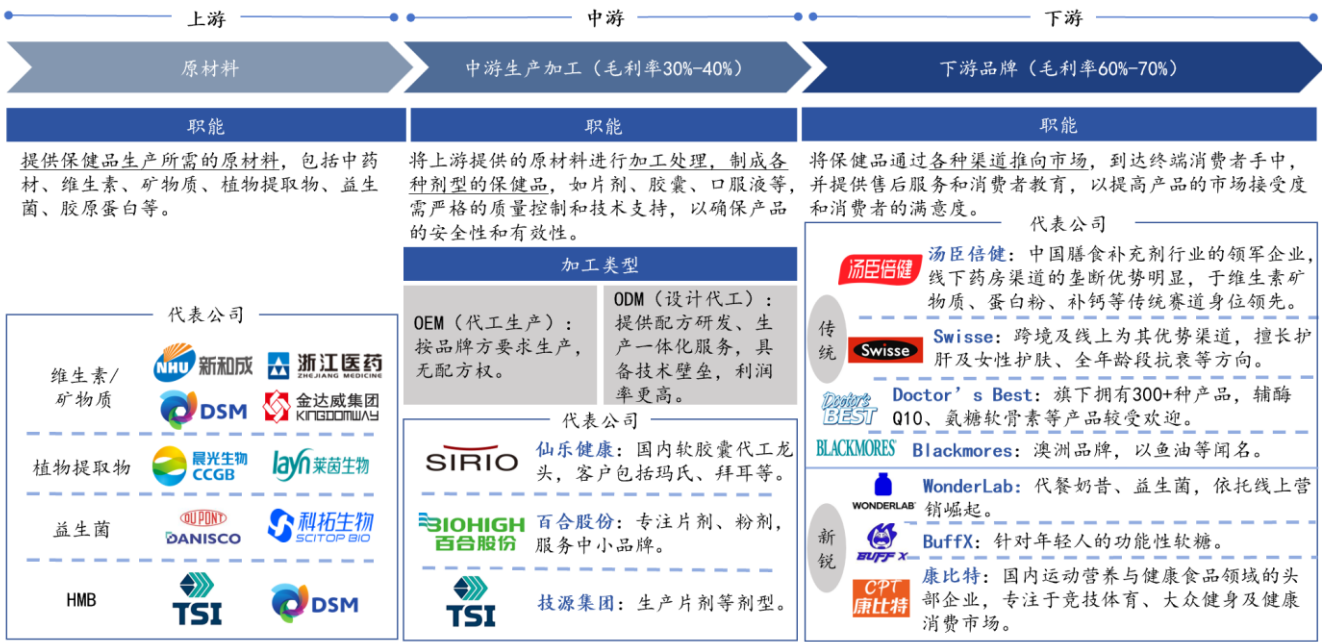 上游
中游
下游
原材料
中游生产加工（毛利率30%-40%）
下游品牌（毛利率60%-70%）
职能
提供保健品生产所需的原材料，包括中药
材、维生素、矿物质、植物提取物、益生
菌、胶原蛋白等。
代表公司
维生素/
矿物质
NHU 新和成
浙江医药
ZHEJIANG MEDICINE
DSM
金达威集团
KINGDOMWAY
植物提取物
晨光生物
CCGB
layn 莱茵生物
益生菌
DUPONT
DANISCO
科拓生物
SCITOP BIO
HMB
TSI
DSM
职能
将上游提供的原材料进行加工处理，制成各
种剂型的保健品，如片剂、胶囊、口服液等，
需严格的质量控制和技术支持，以确保产品
的安全性和有效性。
加工类型
OEM（代工生产）：
按品牌方要求生产，
无配方权。
ODM（设计代工）：
提供配方研发、生
产一体化服务，具
备技术壁垒，利润
率更高。
代表公司
SIRIO
仙乐健康：国内软胶囊代工龙
头，客户包括玛氏、拜耳等。
BIOHIGH
百合股份
百合股份：专注片剂、粉剂，
服务中小品牌。
TSI
技源集团：生产片剂等剂型。
职能
将保健品通过各种渠道推向市场，到达终端消费者手中，
并提供售后服务和消费者教育，以提高产品的市场接受度
和消费者的满意度。
代表公司
传统
汤臣倍健
汤臣倍健：中国膳食补充剂行业的领军企业，
线下药房渠道的垄断优势明显，于维生素矿
物质、蛋白粉、补钙等传统赛道身位领先。
Swisse
Swisse：跨境及线上为其优势渠道，擅长护
肝及女性护肤、全年龄段抗衰等方向。
Doctor's
BEST
Doctor's Best：旗下拥有300+种产品，辅酶
Q10、氨糖软骨素等产品较受欢迎。
BLACKMORES
Blackmores：澳洲品牌，以鱼油等闻名。
新锐
WONDERLAB
WonderLab：代餐奶昔、益生菌，依托线上营
销崛起。
BUFF X
BuffX：针对年轻人的功能性软糖。
CPT
康比特
康比特：国内运动营养与健康食品领域的头
部企业，专注于竞技体育、大众健身及健康
消费市场。